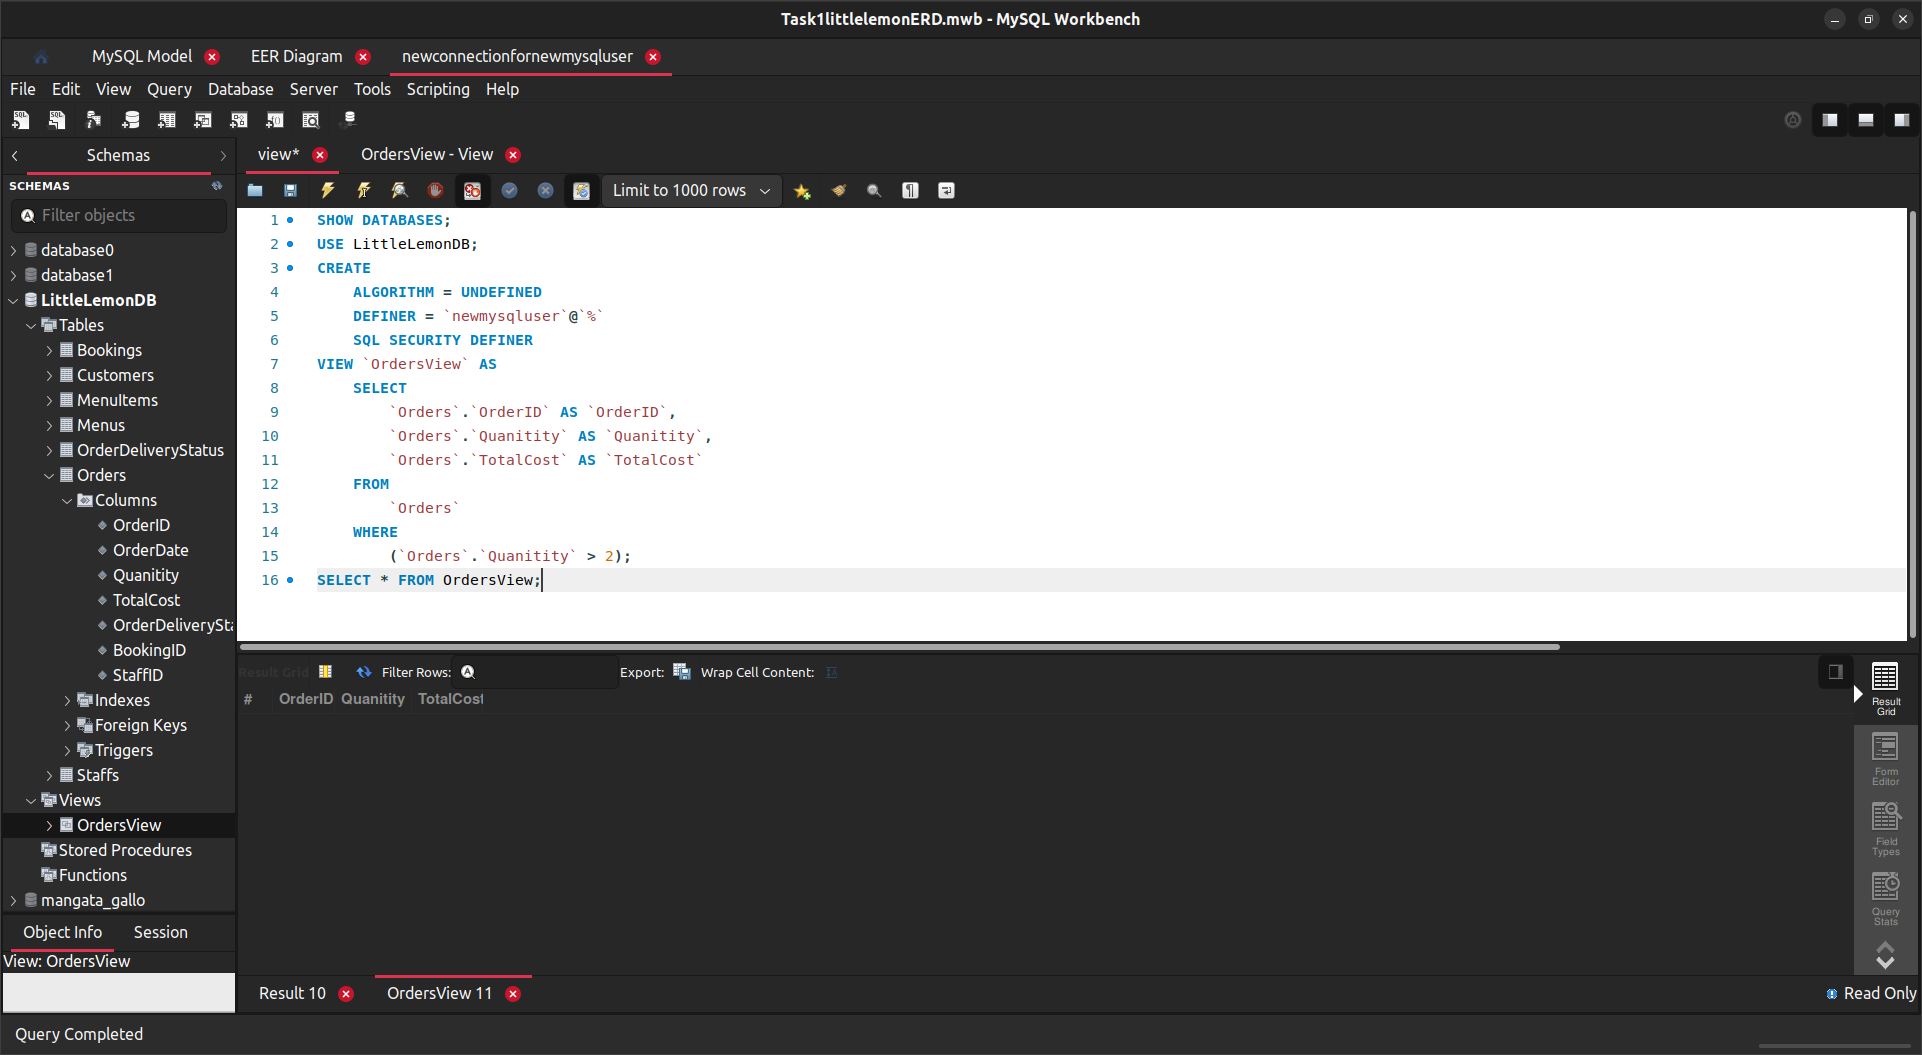 Task1littlelemonERD.mwb - MySQL Workbench
MySQL Model
EER Diagram
newconnectionfornewmysqluser
File Edit View Query Database Server Tools Scripting Help
Schemas
view*
OrdersView - View
SCHEMAS
Limit to 1000 rows
Filter objects
database0
database1
LittleLemonDB
Tables
Bookings
Customers
MenuItems
Menus
OrderDeliveryStatus
Orders
Columns
OrderID
OrderDate
Quanitity
TotalCost
OrderDeliverySta
BookingID
StaffID
Indexes
Foreign Keys
Triggers
Staffs
Views
OrdersView
Stored Procedures
Functions
mangata_gallo
Object Info
Session
View: OrdersView
1 SHOW DATABASES;
2 USE LittleLemonDB;
3 CREATE
4 ALGORITHM = UNDEFINED
5 DEFINER = `newmysqluser`@`%`
6 SQL SECURITY DEFINER
7 VIEW `OrdersView` AS
8 SELECT
9 `Orders`.`OrderID` AS `OrderID`,
10 `Orders`.`Quanitity` AS `Quanitity`,
11 `Orders`.`TotalCost` AS `TotalCost`
12 FROM
13 `Orders`
14 WHERE
15 (`Orders`.`Quanitity` > 2);
16 SELECT * FROM OrdersView;
Result Grid
Filter Rows:
Export:
Wrap Cell Content:
# OrderID Quanitity TotalCost
Result Grid
Form Editor
Field Types
Query Stats
Result 10
OrdersView 11
Read Only
Query Completed